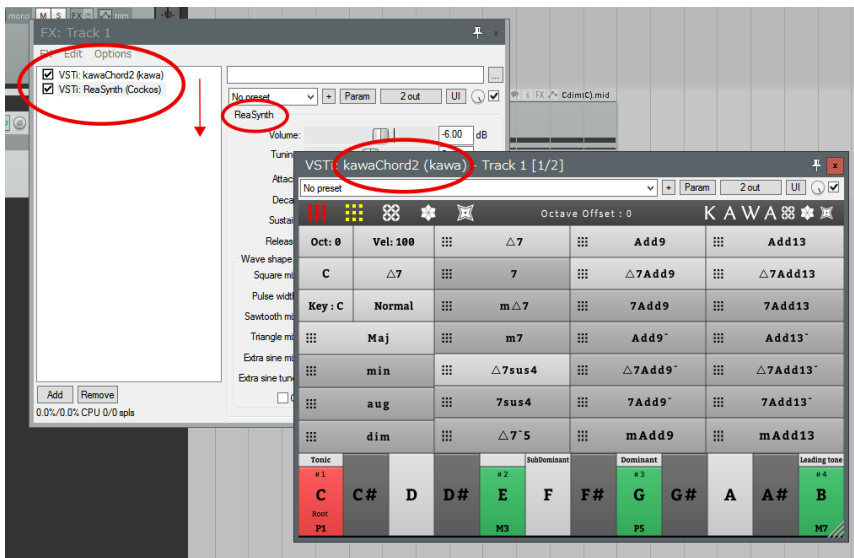 mono M S FX trim
FX: Track 1
FX Edit Options
VSTi: kawaChord2 (kawa)
VSTi: ReaSynth (Cockos)
...
No preset + Param 2 out UI
ReaSynth
Volume: -6.00 dB
Tunin
Attac
Deca
Sustai
Releas
Wave shape
Square mi
Pulse widt
Sawtooth mi
Triangle mi
Extra sine mi
Extra sine tune
Add Remove
0.0%/0.0% CPU 0/0 spls
i FX CdimiC).mid
VSTi: kawaChord2 (kawa) - Track 1 [1/2]
No preset + Param 2 out UI
Octave Offset : 0 KAWA
Oct: 0 Vel: 100 △7 Add9 Add13
C △7 7 △7Add9 △7Add13
Key : C Normal m△7 7Add9 7Add13
Maj m7 Add9- Add13-
min △7sus4 △7Add9- △7Add13-
aug 7sus4 7Add9- 7Add13-
dim △7-5 mAdd9 mAdd13
Tonic SubDominant Dominant Leading tone
#1 #2 #3 #4
C C# D D# E F F# G G# A A# B
Root
P1 M3 P5 M7